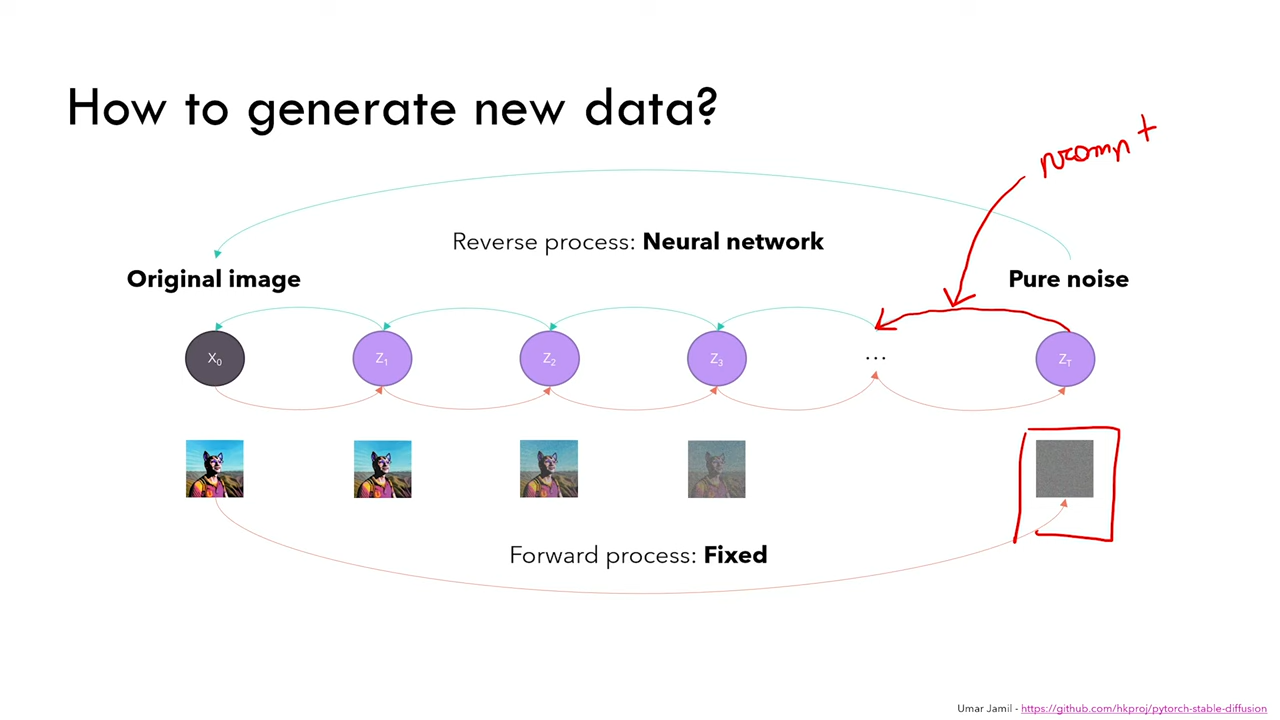 How to generate new data?
prompt
Reverse process: Neural network
Original image
Pure noise
X0
Z1
Z2
Z3
...
ZT
Forward process: Fixed
Umar Jamil - https://github.com/hkproj/pytorch-stable-diffusion